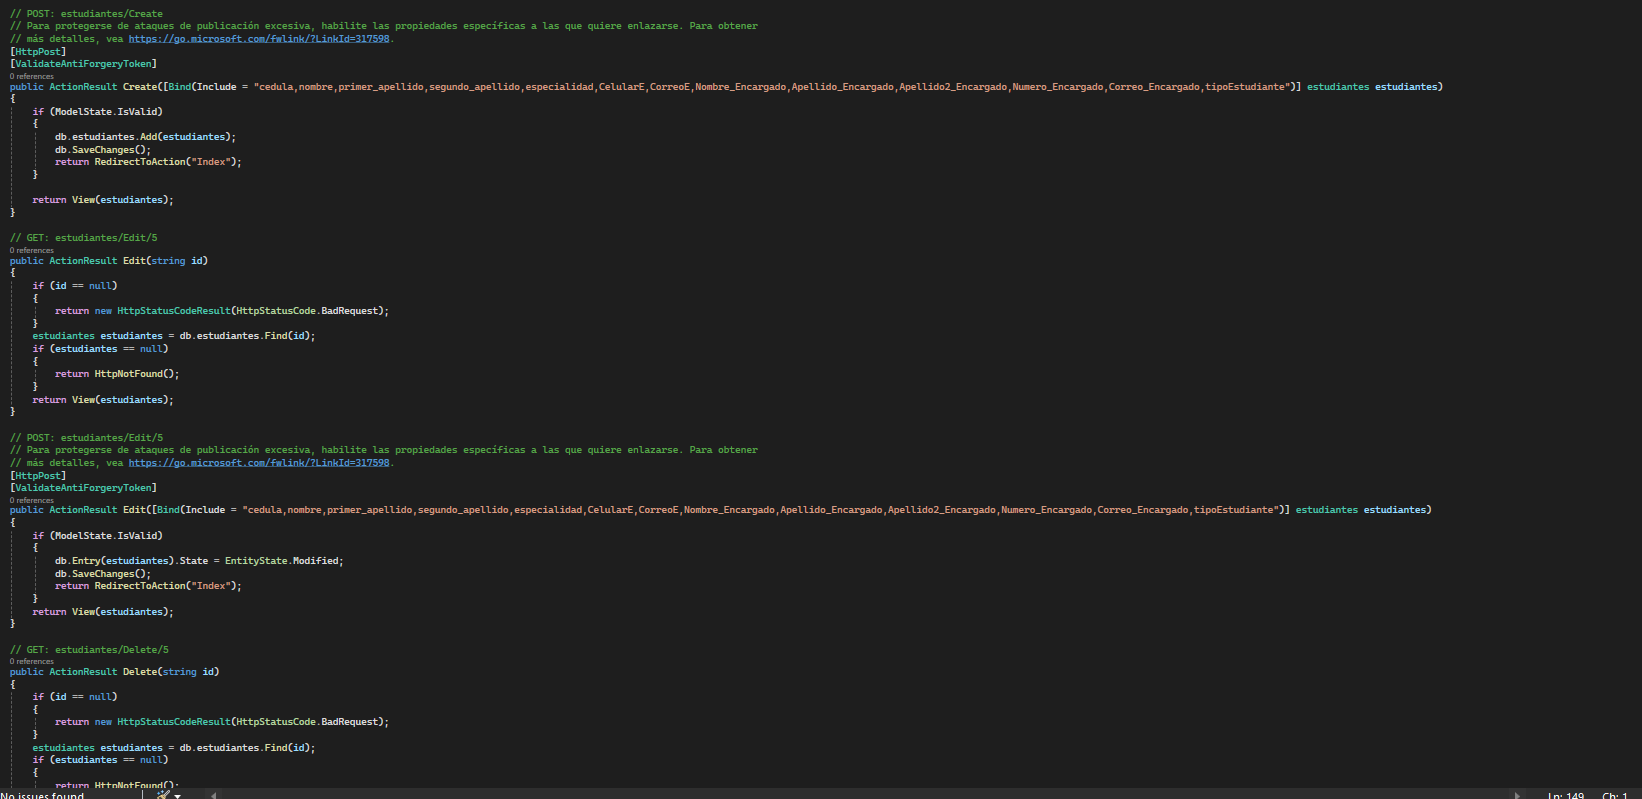 // POST: estudiantes/Create
// Para protegerse de ataques de publicación excesiva, habilite las propiedades específicas a las que quiere enlazarse. Para obtener
// más detalles, vea https://go.microsoft.com/fwlink/?LinkId=317598.
[HttpPost]
[ValidateAntiForgeryToken]
0 references
public ActionResult Create([Bind(Include = "cedula,nombre,primer_apellido,segundo_apellido,especialidad,CelularE,CorreoE,Nombre_Encargado,Apellido_Encargado,Apellido2_Encargado,Numero_Encargado,Correo_Encargado,tipoEstudiante")] estudiantes estudiantes)
{
if (ModelState.IsValid)
{
db.estudiantes.Add(estudiantes);
db.SaveChanges();
return RedirectToAction("Index");
}
return View(estudiantes);
}
// GET: estudiantes/Edit/5
0 references
public ActionResult Edit(string id)
{
if (id == null)
{
return new HttpStatusCodeResult(HttpStatusCode.BadRequest);
}
estudiantes estudiantes = db.estudiantes.Find(id);
if (estudiantes == null)
{
return HttpNotFound();
}
return View(estudiantes);
}
// POST: estudiantes/Edit/5
// Para protegerse de ataques de publicación excesiva, habilite las propiedades específicas a las que quiere enlazarse. Para obtener
// más detalles, vea https://go.microsoft.com/fwlink/?LinkId=317598.
[HttpPost]
[ValidateAntiForgeryToken]
0 references
public ActionResult Edit([Bind(Include = "cedula,nombre,primer_apellido,segundo_apellido,especialidad,CelularE,CorreoE,Nombre_Encargado,Apellido_Encargado,Apellido2_Encargado,Numero_Encargado,Correo_Encargado,tipoEstudiante")] estudiantes estudiantes)
{
if (ModelState.IsValid)
{
db.Entry(estudiantes).State = EntityState.Modified;
db.SaveChanges();
return RedirectToAction("Index");
}
return View(estudiantes);
}
// GET: estudiantes/Delete/5
0 references
public ActionResult Delete(string id)
{
if (id == null)
{
return new HttpStatusCodeResult(HttpStatusCode.BadRequest);
}
estudiantes estudiantes = db.estudiantes.Find(id);
if (estudiantes == null)
{
return HttpNotFound();
No issues found Ln: 149 Ch: 1